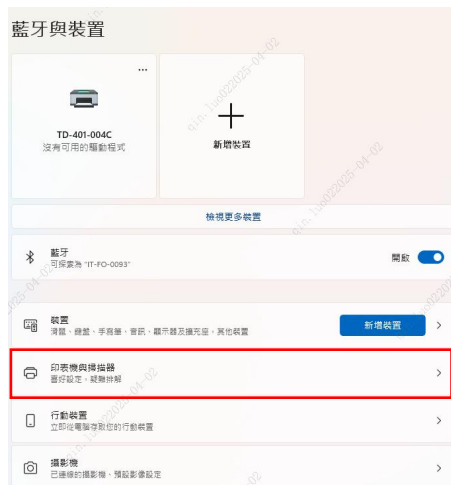 藍牙與裝置
...
TD-401-004C
沒有可用的驅動程式
新增裝置
檢視更多裝置
藍牙
可探索為 "IT-FO-0093"
開啟
裝置
滑鼠、鍵盤、手寫筆、音訊、顯示器及擴充座、其他裝置
新增裝置
印表機與掃描器
喜好設定、疑難排解
行動裝置
立即從電腦存取您的行動裝置
攝影機
已連線的攝影機、預設影像設定
qin.luo022025-04-02